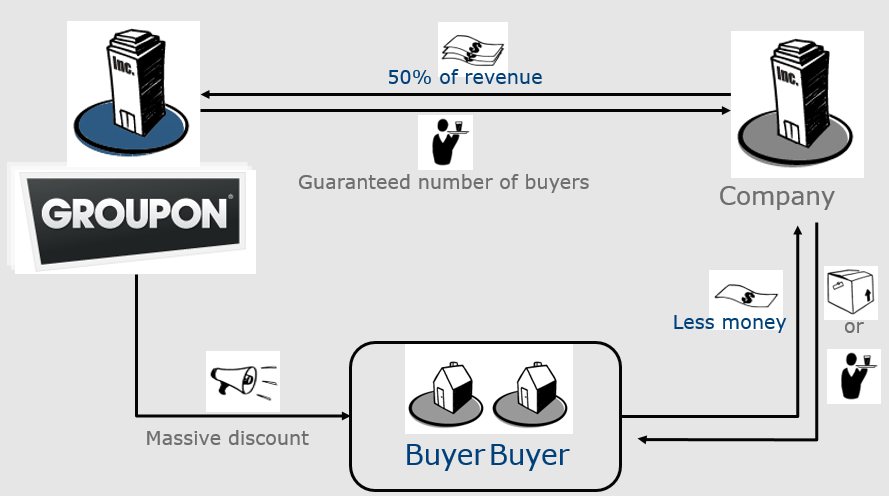 Inc.
Inc.
50% of revenue
Guaranteed number of buyers
GROUPON®
Company
Less money
or
Massive discount
Buyer Buyer